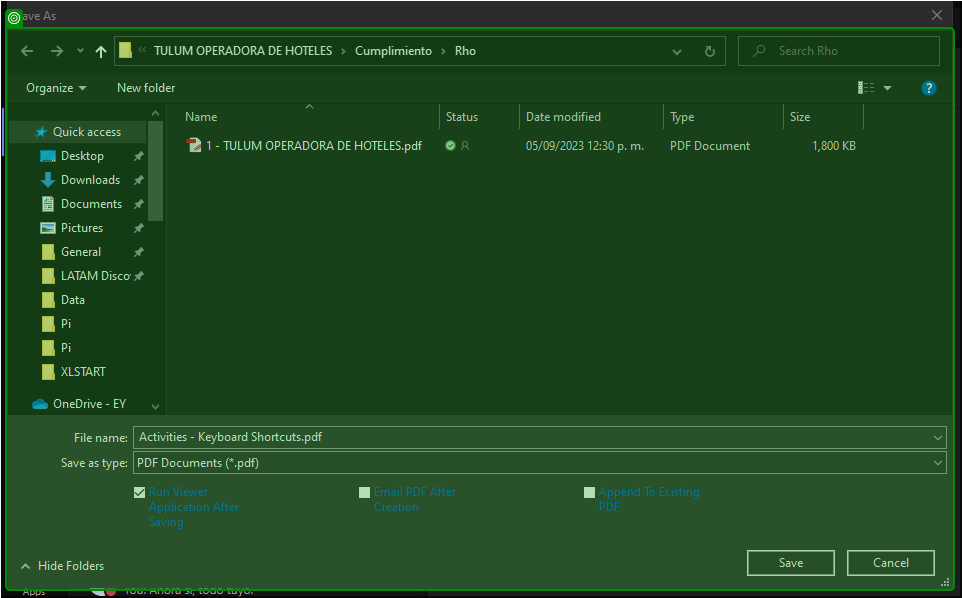 ave As
« TULUM OPERADORA DE HOTELES > Cumplimiento > Rho
Search Rho
Organize
New folder
?
Name
Status
Date modified
Type
Size
Quick access
Desktop
Downloads
Documents
Pictures
General
LATAM Disco
Data
Pi
Pi
XLSTART
OneDrive - EY
1 - TULUM OPERADORA DE HOTELES.pdf
05/09/2023 12:30 p. m.
PDF Document
1,800 KB
File name: Activities - Keyboard Shortcuts.pdf
Save as type: PDF Documents (*.pdf)
Run Viewer
Application After
Saving
Email PDF After
Creation
Append To Existing
PDF
Hide Folders
Save
Cancel
Apps
You: Ahora si, todo tuyo.